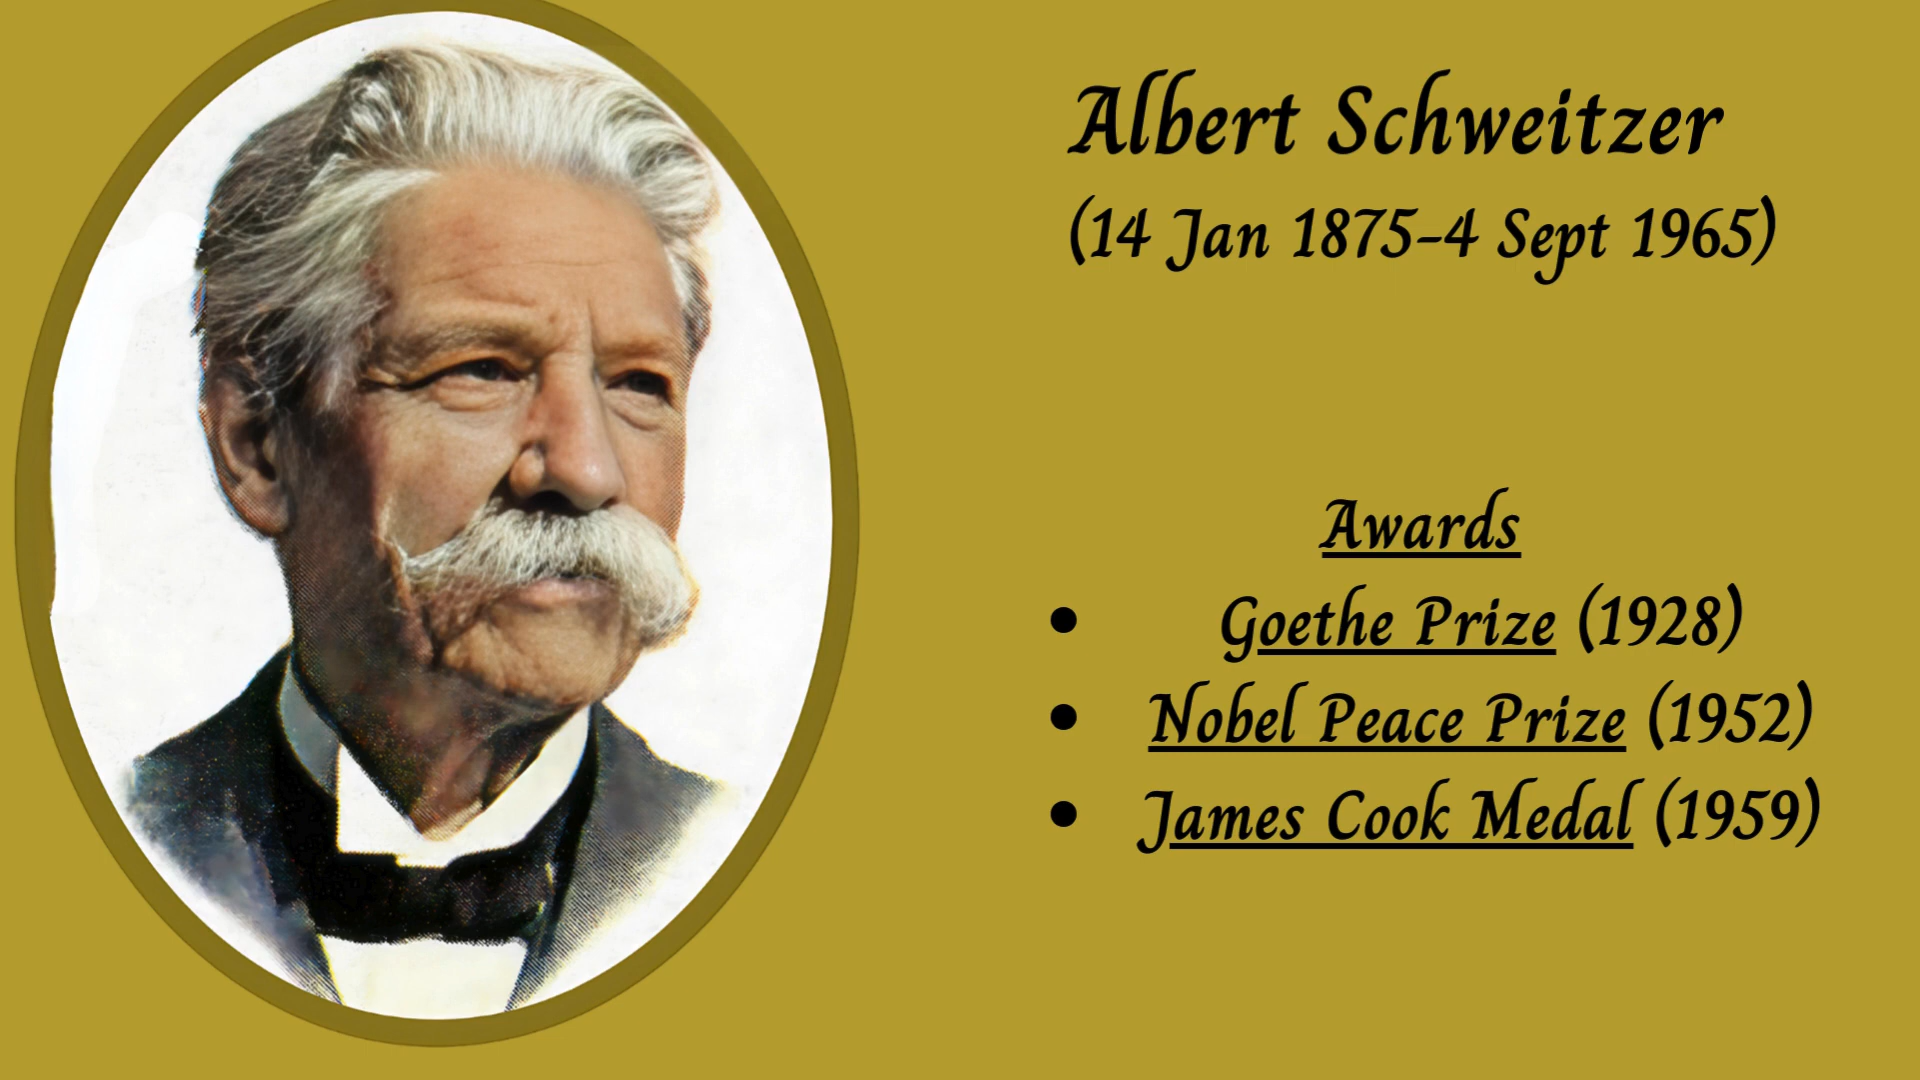 Albert Schweitzer
(14 Jan 1875-4 Sept 1965)
Awards
• Goethe Prize (1928)
• Nobel Peace Prize (1952)
• James Cook Medal (1959)